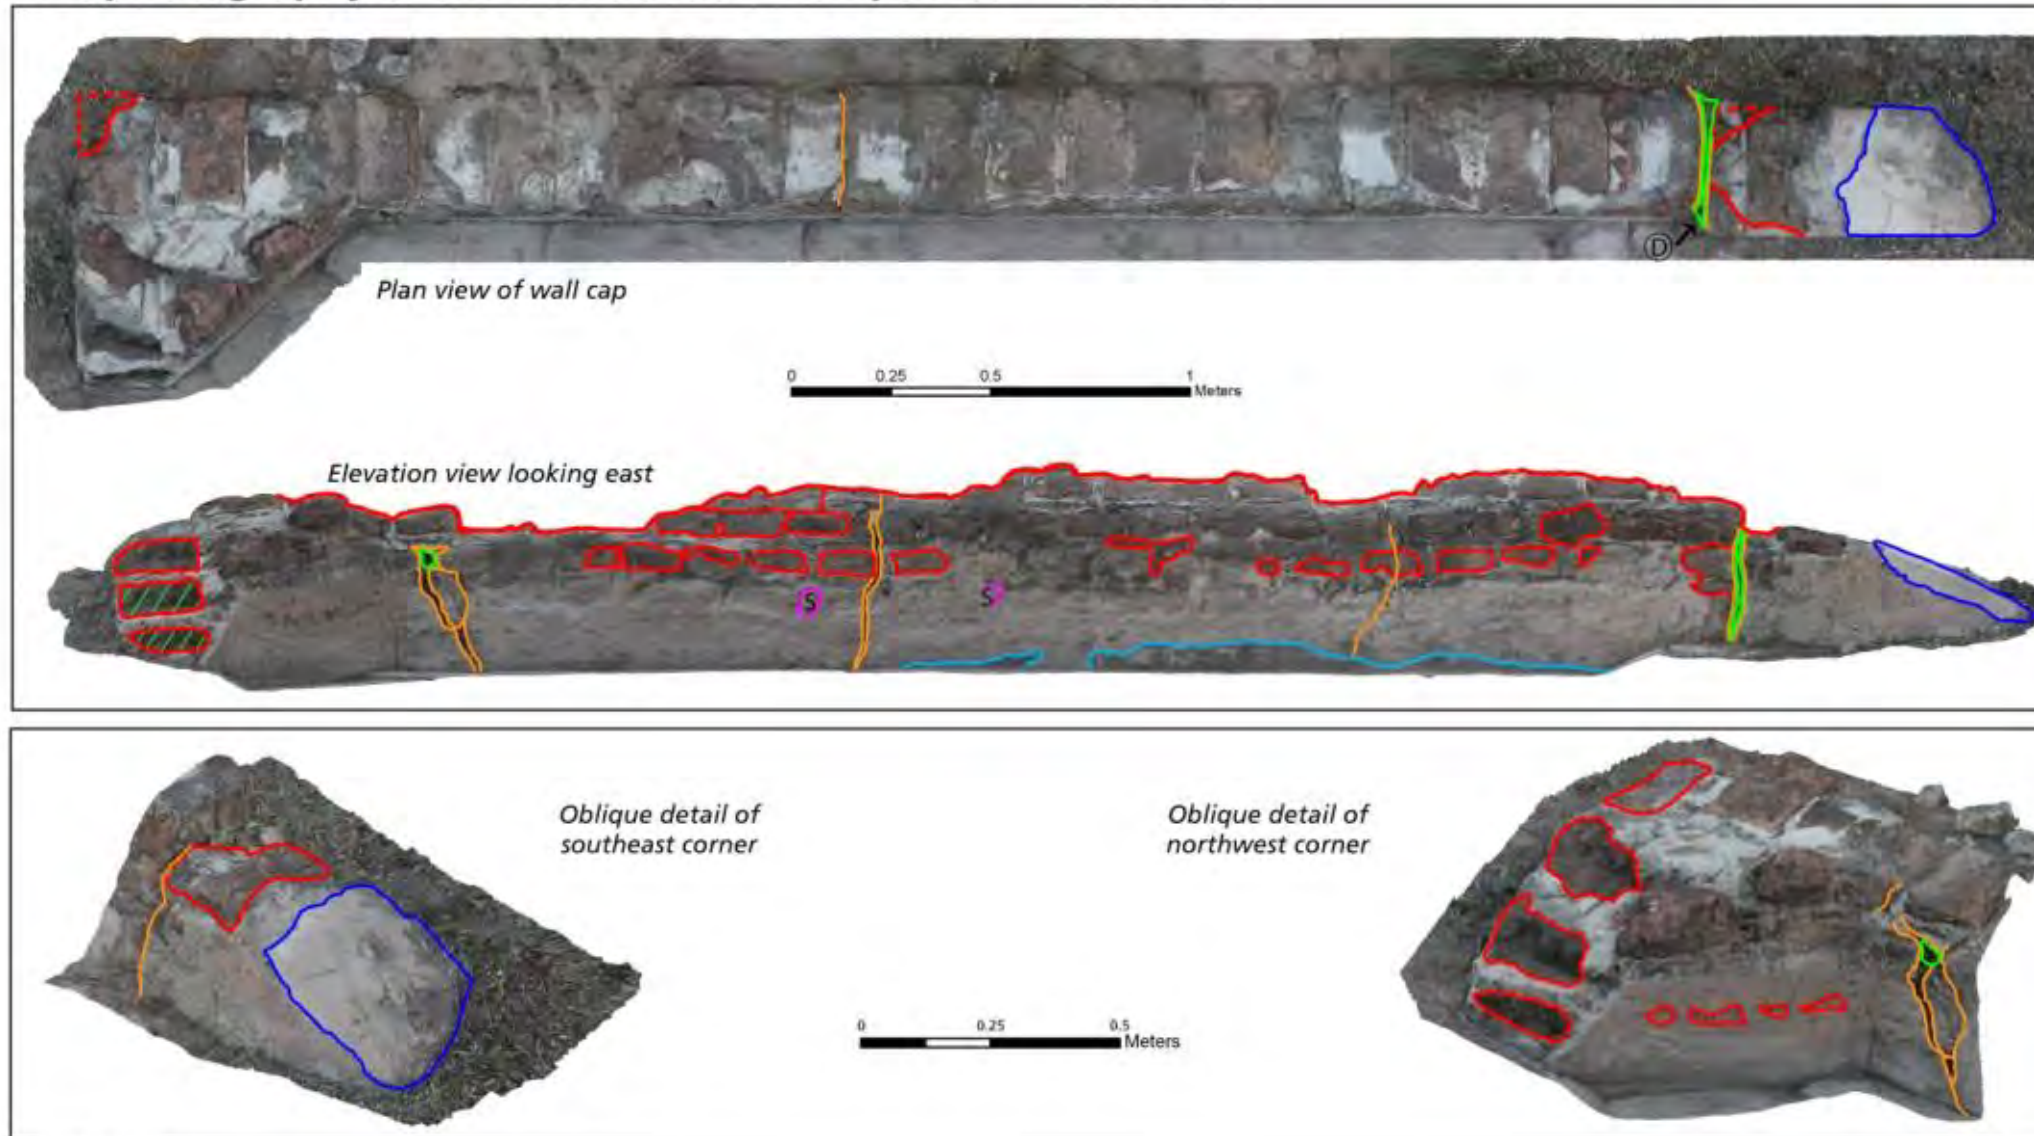 D
Plan view of wall cap
0 0.25 0.5 1
Meters
Elevation view looking east
S S
Oblique detail of
southeast corner
Oblique detail of
northwest corner
0 0.25 0.5
Meters